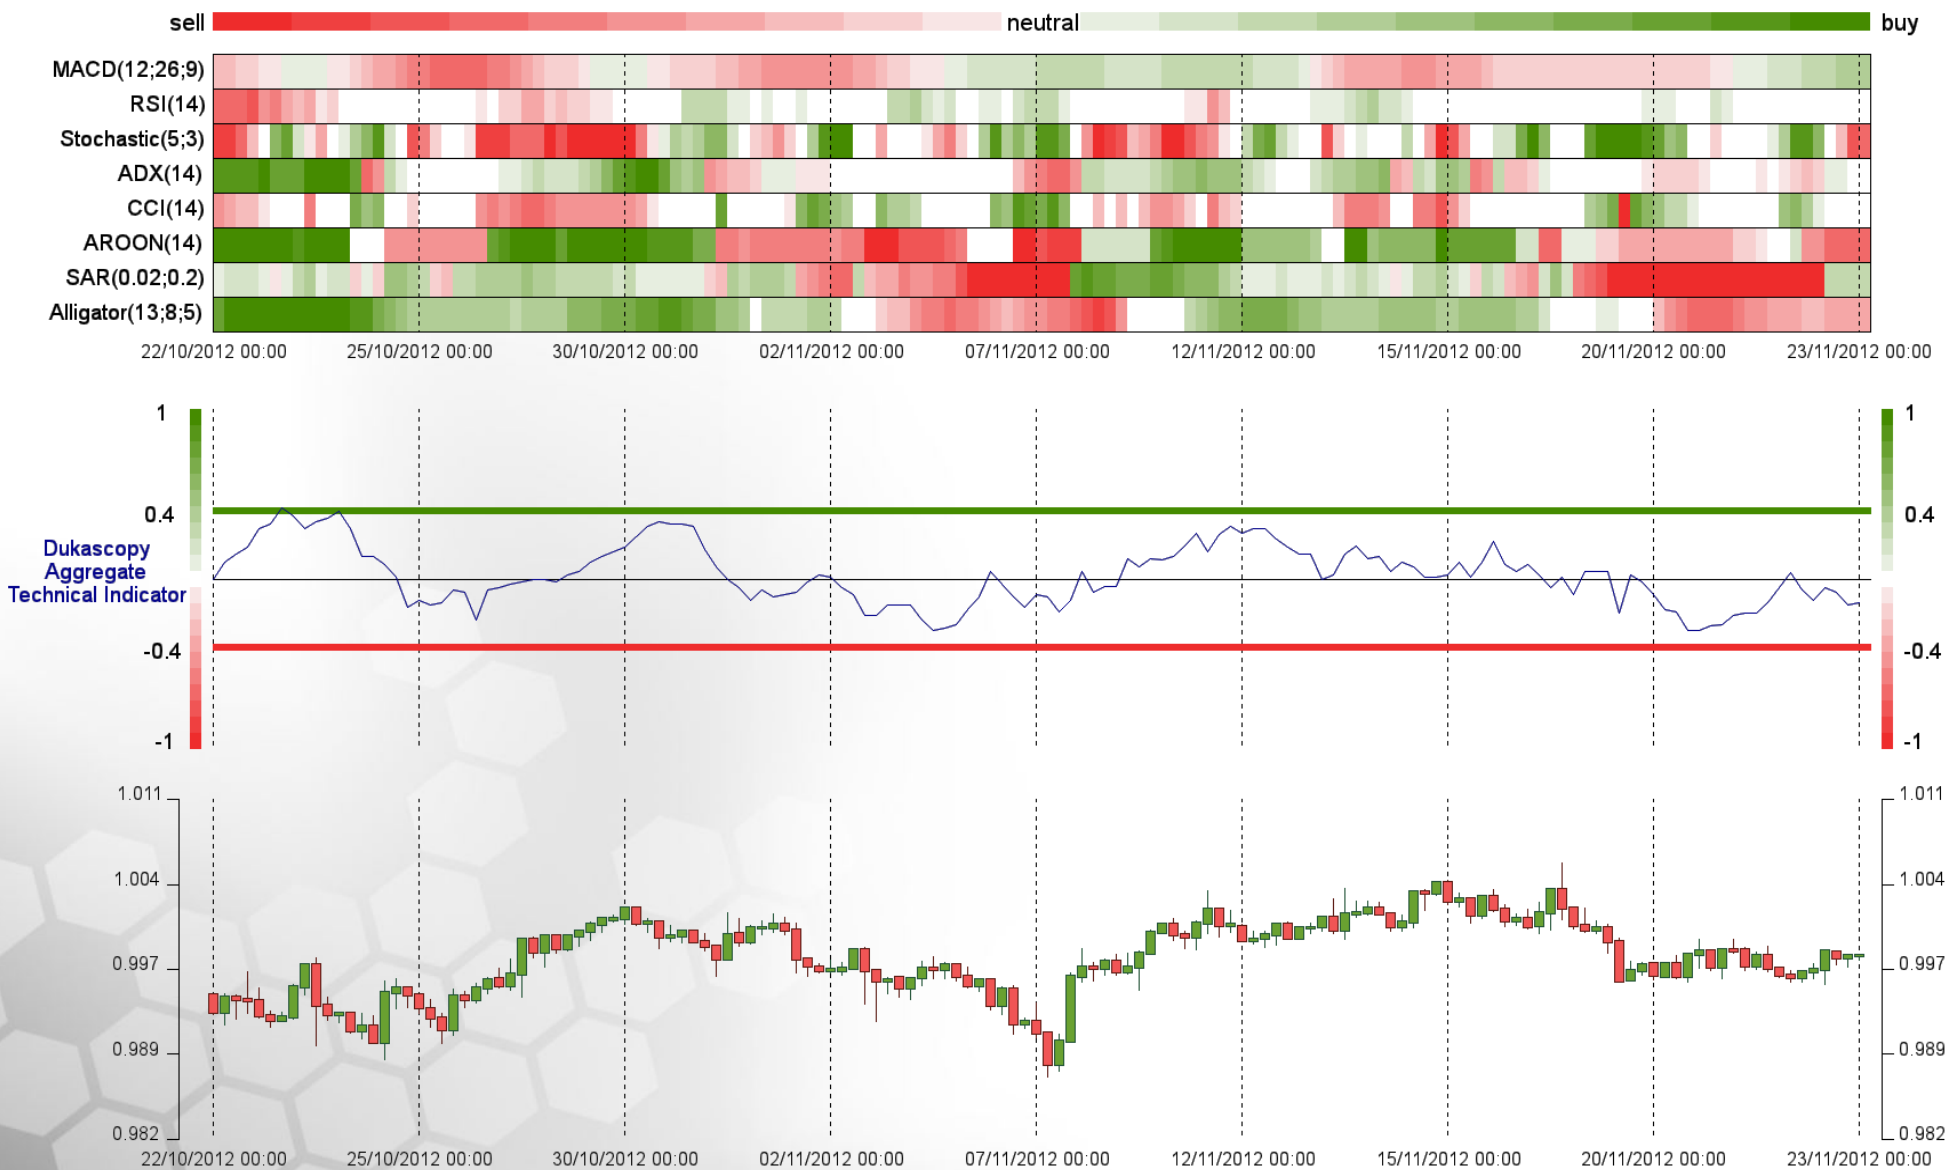 sell neutral buy
MACD(12;26;9)
RSI(14)
Stochastic(5;3)
ADX(14)
CCI(14)
AROON(14)
SAR(0.02;0.2)
Alligator(13;8;5)
22/10/2012 00:00 25/10/2012 00:00 30/10/2012 00:00 02/11/2012 00:00 07/11/2012 00:00 12/11/2012 00:00 15/11/2012 00:00 20/11/2012 00:00 23/11/2012 00:00
1 1
0.4 0.4
Dukascopy
Aggregate
Technical Indicator
-0.4 -0.4
-1 -1
1.011 1.011
1.004 1.004
0.997 0.997
0.989 0.989
0.982 0.982
22/10/2012 00:00 25/10/2012 00:00 30/10/2012 00:00 02/11/2012 00:00 07/11/2012 00:00 12/11/2012 00:00 15/11/2012 00:00 20/11/2012 00:00 23/11/2012 00:00